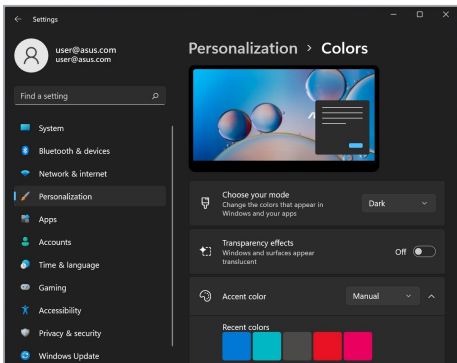 Settings
user@asus.com
user@asus.com
Find a setting
System
Bluetooth & devices
Network & internet
Personalization
Apps
Accounts
Time & language
Gaming
Accessibility
Privacy & security
Windows Update
Personalization > Colors
Choose your mode
Change the colors that appear in
Windows and your apps
Dark
Transparency effects
Windows and surfaces appear
translucent
Off
Accent color
Manual
Recent colors